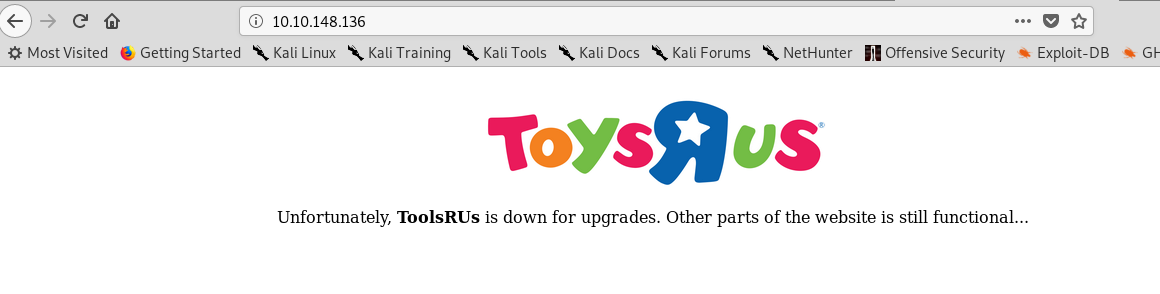 10.10.148.136
Most Visited Getting Started Kali Linux Kali Training Kali Tools Kali Docs Kali Forums NetHunter Offensive Security Exploit-DB GH
ToysRus®
Unfortunately, ToolsRUs is down for upgrades. Other parts of the website is still functional...